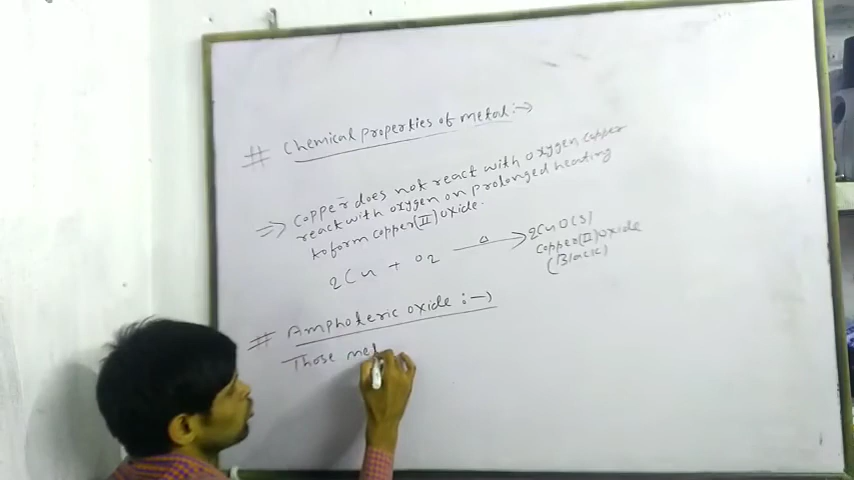 # Chemical properties of metal :→
⇒ Copper does not react with oxygen copper
react with oxygen on prolonged heating
to form copper(II) oxide.
2Cu + O2 —Δ→ 2CuO(s)
Copper(II) oxide
(Black)
# Amphoteric oxide :→
Those met